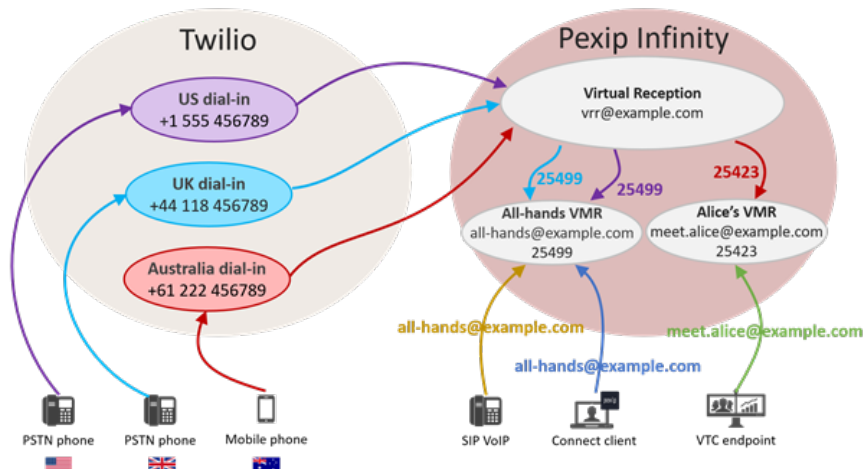 Twilio
Pexip Infinity
US dial-in
+1 555 456789
UK dial-in
+44 118 456789
Australia dial-in
+61 222 456789
Virtual Reception
vrr@example.com
25499
25499
25423
All-hands VMR
all-hands@example.com
25499
Alice's VMR
meet.alice@example.com
25423
all-hands@example.com
all-hands@example.com
meet.alice@example.com
PSTN phone
PSTN phone
Mobile phone
SIP VoIP
Connect client
VTC endpoint